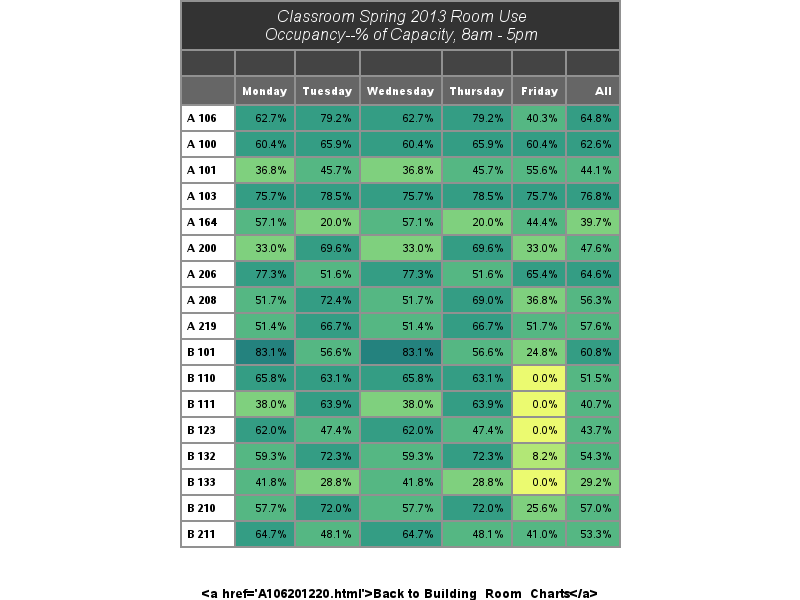 Classroom Spring 2013 Room Use
Occupancy--% of Capacity, 8am - 5pm
Monday Tuesday Wednesday Thursday Friday All
A 106 62.7% 79.2% 62.7% 79.2% 40.3% 64.8%
A 100 60.4% 65.9% 60.4% 65.9% 60.4% 62.6%
A 101 36.8% 45.7% 36.8% 45.7% 55.6% 44.1%
A 103 75.7% 78.5% 75.7% 78.5% 75.7% 76.8%
A 164 57.1% 20.0% 57.1% 20.0% 44.4% 39.7%
A 200 33.0% 69.6% 33.0% 69.6% 33.0% 47.6%
A 206 77.3% 51.6% 77.3% 51.6% 65.4% 64.6%
A 208 51.7% 72.4% 51.7% 69.0% 36.8% 56.3%
A 219 51.4% 66.7% 51.4% 66.7% 51.7% 57.6%
B 101 83.1% 56.6% 83.1% 56.6% 24.8% 60.8%
B 110 65.8% 63.1% 65.8% 63.1% 0.0% 51.5%
B 111 38.0% 63.9% 38.0% 63.9% 0.0% 40.7%
B 123 62.0% 47.4% 62.0% 47.4% 0.0% 43.7%
B 132 59.3% 72.3% 59.3% 72.3% 8.2% 54.3%
B 133 41.8% 28.8% 41.8% 28.8% 0.0% 29.2%
B 210 57.7% 72.0% 57.7% 72.0% 25.6% 57.0%
B 211 64.7% 48.1% 64.7% 48.1% 41.0% 53.3%
<a href='A106201220.html'>Back to Building_Room_Charts</a>